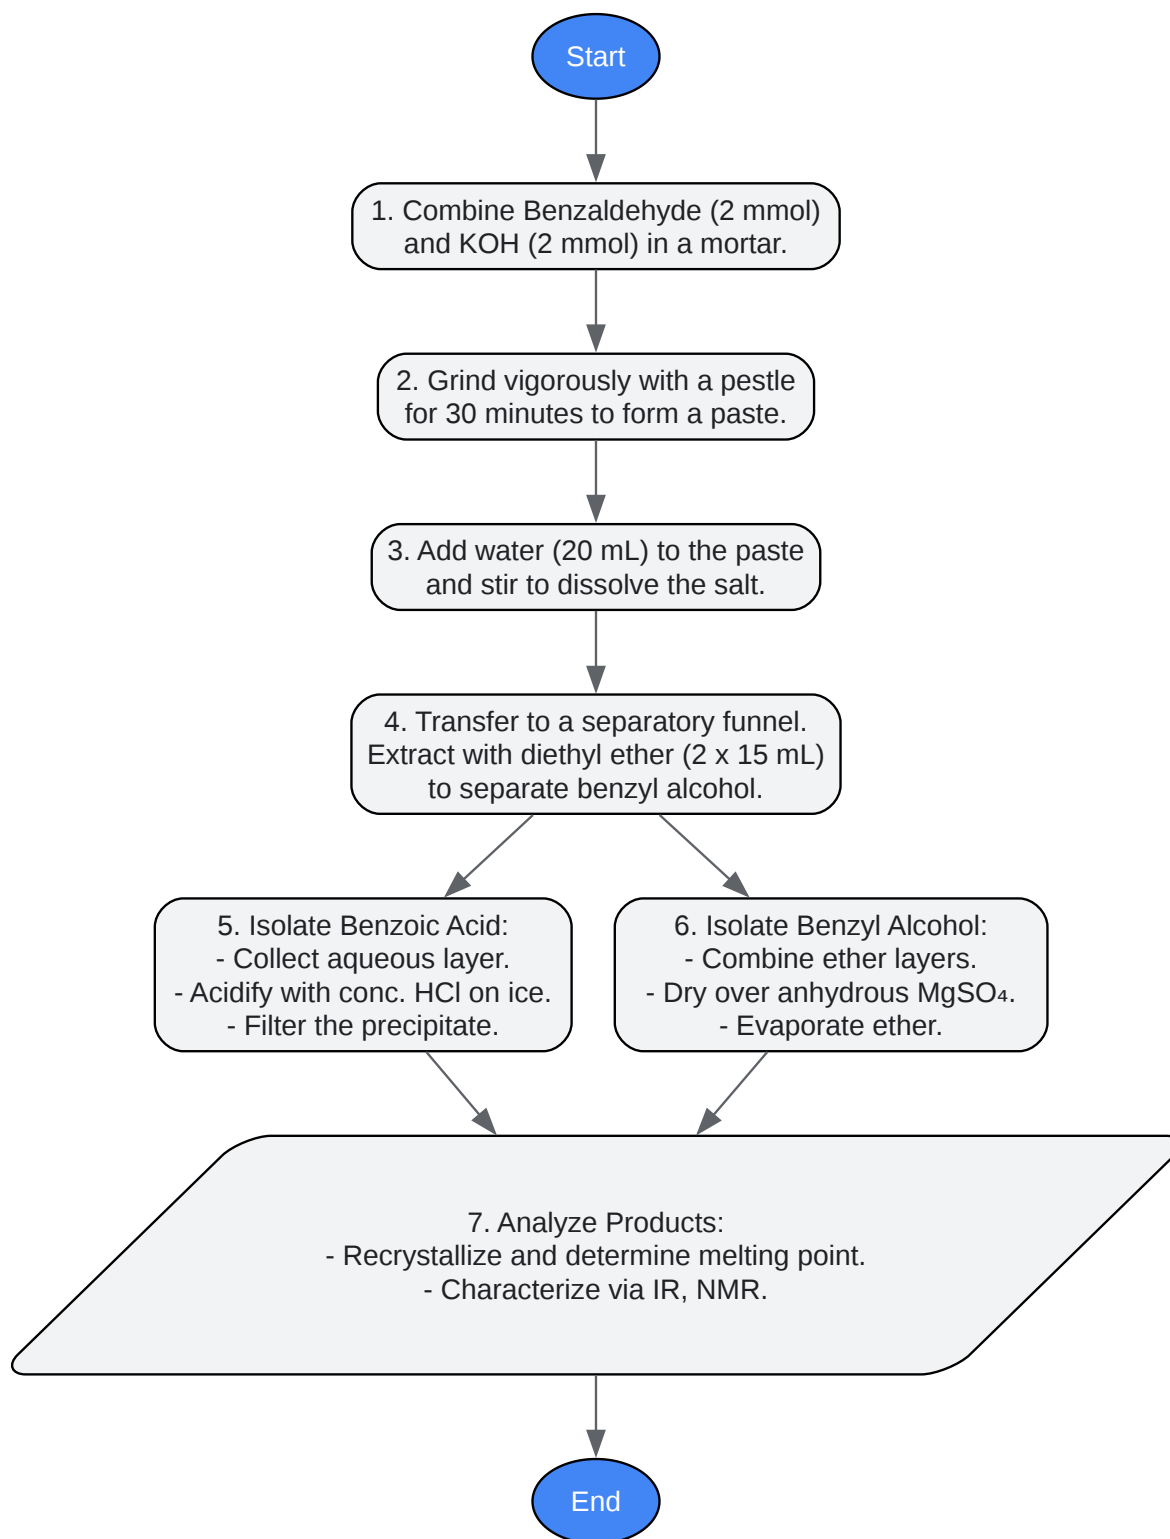 Start
1. Combine Benzaldehyde (2 mmol)
and KOH (2 mmol) in a mortar.
2. Grind vigorously with a pestle
for 30 minutes to form a paste.
3. Add water (20 mL) to the paste
and stir to dissolve the salt.
4. Transfer to a separatory funnel.
Extract with diethyl ether (2 x 15 mL)
to separate benzyl alcohol.
5. Isolate Benzoic Acid:
- Collect aqueous layer.
- Acidify with conc. HCl on ice.
- Filter the precipitate.
6. Isolate Benzyl Alcohol:
- Combine ether layers.
- Dry over anhydrous MgSO₄.
- Evaporate ether.
7. Analyze Products:
- Recrystallize and determine melting point.
- Characterize via IR, NMR.
End